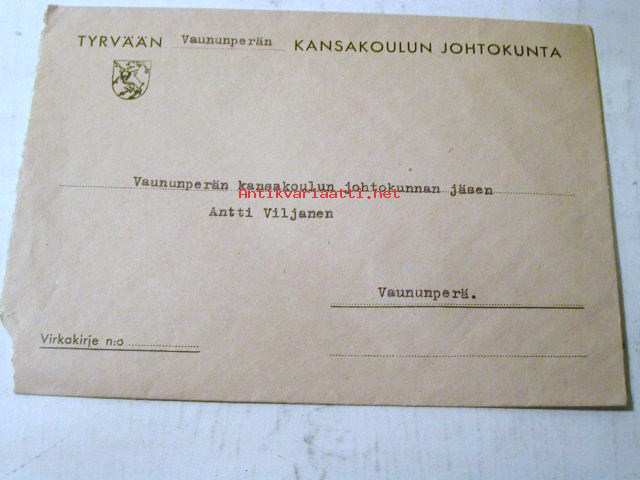 TYRVÄÄN Vaununperän KANSAKOULUN JOHTOKUNTA
Vaununperän kansakoulun johtokunnan jäsen
Antikvariaatti.net
Antti Viljanen
Vaununperä.
Virkakirje n:o